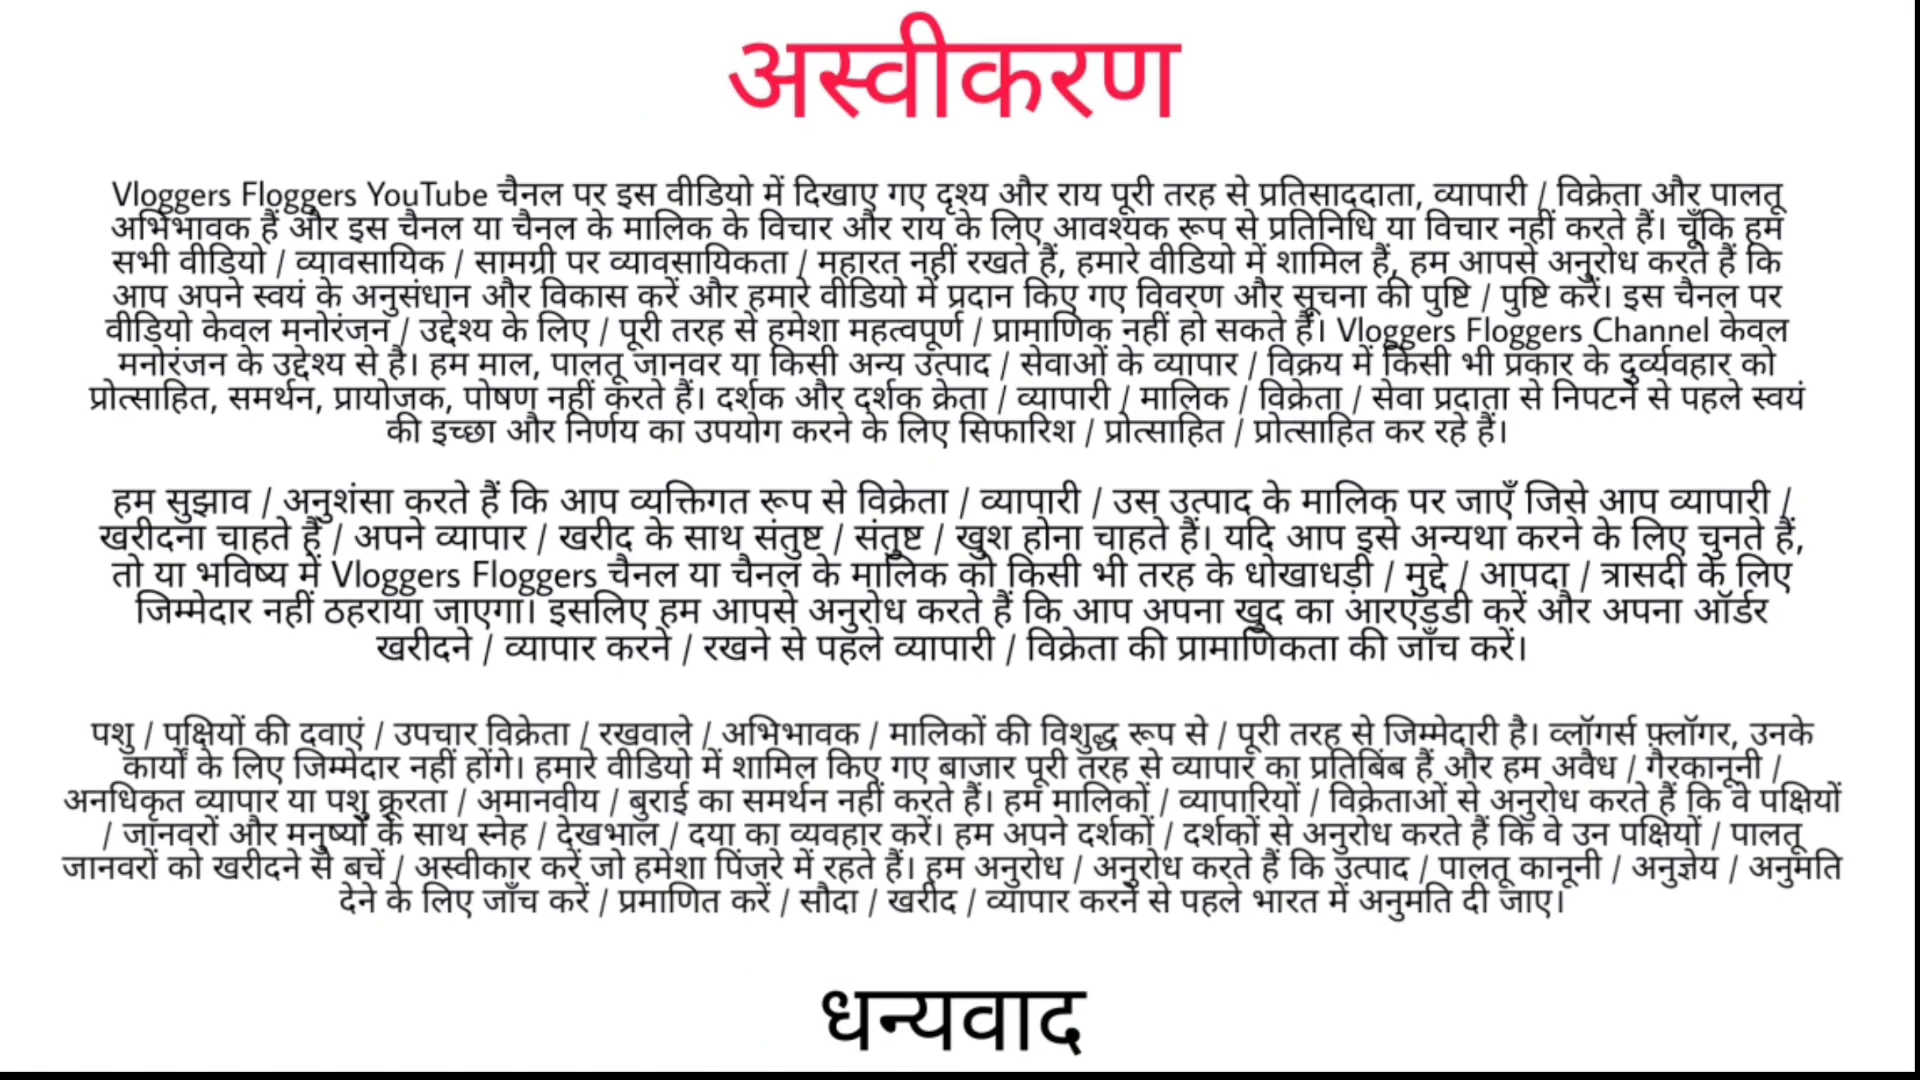 अस्वीकरण
Vloggers Floggers YouTube चैनल पर इस वीडियो में दिखाए गए दृश्य और राय पूरी तरह से प्रतिसाददाता, व्यापारी / विक्रेता और पालतू
अभिभावक हैं और इस चैनल या चैनल के मालिक के विचार और राय के लिए आवश्यक रूप से प्रतिनिधि या विचार नहीं करते हैं। चूँकि हम
सभी वीडियो / व्यावसायिक / सामग्री पर व्यावसायिकता / महारत नहीं रखते हैं, हमारे वीडियो में शामिल हैं, हम आपसे अनुरोध करते हैं कि
आप अपने स्वयं के अनुसंधान और विकास करें और हमारे वीडियो में प्रदान किए गए विवरण और सूचना की पुष्टि / पुष्टि करें। इस चैनल पर
वीडियो केवल मनोरंजन / उद्देश्य के लिए / पूरी तरह से हमेशा महत्वपूर्ण / प्रामाणिक नहीं हो सकते हैं। Vloggers Floggers Channel केवल
मनोरंजन के उद्देश्य से है। हम माल, पालतू जानवर या किसी अन्य उत्पाद / सेवाओं के व्यापार / विक्रय में किसी भी प्रकार के दुर्व्यवहार को
प्रोत्साहित, समर्थन, प्रायोजक, पोषण नहीं करते हैं। दर्शक और दर्शक क्रेता / व्यापारी / मालिक / विक्रेता / सेवा प्रदाता से निपटने से पहले स्वयं
की इच्छा और निर्णय का उपयोग करने के लिए सिफारिश / प्रोत्साहित / प्रोत्साहित कर रहे हैं।
हम सुझाव / अनुशंसा करते हैं कि आप व्यक्तिगत रूप से विक्रेता / व्यापारी / उस उत्पाद के मालिक पर जाएँ जिसे आप व्यापारी /
खरीदना चाहते हैं / अपने व्यापार / खरीद के साथ संतुष्ट / संतुष्ट / खुश होना चाहते हैं। यदि आप इसे अन्यथा करने के लिए चुनते हैं,
तो या भविष्य में Vloggers Floggers चैनल या चैनल के मालिक को किसी भी तरह के धोखाधड़ी / मुद्दे / आपदा / त्रासदी के लिए
जिम्मेदार नहीं ठहराया जाएगा। इसलिए हम आपसे अनुरोध करते हैं कि आप अपना खुद का आरएंडडी करें और अपना ऑर्डर
खरीदने / व्यापार करने / रखने से पहले व्यापारी / विक्रेता की प्रामाणिकता की जाँच करें।
पशु / पक्षियों की दवाएं / उपचार विक्रेता / रखवाले / अभिभावक / मालिकों की विशुद्ध रूप से / पूरी तरह से जिम्मेदारी है। व्लॉगर्स फ़्लॉगर, उनके
कार्यों के लिए जिम्मेदार नहीं होंगे। हमारे वीडियो में शामिल किए गए बाजार पूरी तरह से व्यापार का प्रतिबिंब हैं और हम अवैध / गैरकानूनी /
अनधिकृत व्यापार या पशु क्रूरता / अमानवीय / बुराई का समर्थन नहीं करते हैं। हम मालिकों / व्यापारियों / विक्रेताओं से अनुरोध करते हैं कि वे पक्षियों
/ जानवरों और मनुष्यों के साथ स्नेह / देखभाल / दया का व्यवहार करें। हम अपने दर्शकों / दर्शकों से अनुरोध करते हैं कि वे उन पक्षियों / पालतू
जानवरों को खरीदने से बचें / अस्वीकार करें जो हमेशा पिंजरे में रहते हैं। हम अनुरोध / अनुरोध करते हैं कि उत्पाद / पालतू कानूनी / अनुज्ञेय / अनुमति
देने के लिए जाँच करें / प्रमाणित करें / सौदा / खरीद / व्यापार करने से पहले भारत में अनुमति दी जाए।
धन्यवाद